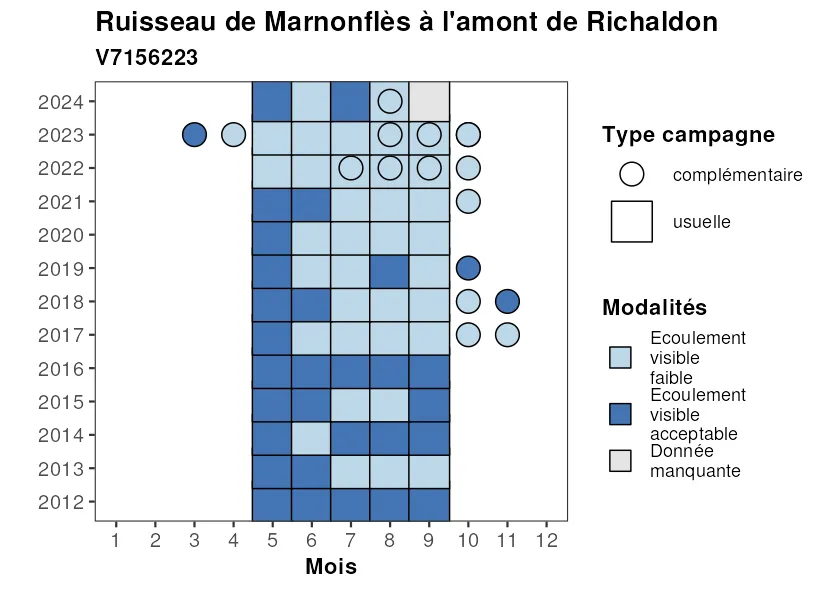 Ruisseau de Marnonflès à l'amont de Richaldon
V7156223
2024
2023
2022
2021
2020
2019
2018
2017
2016
2015
2014
2013
2012
1 2 3 4 5 6 7 8 9 10 11 12
Mois
Type campagne
complémentaire
usuelle
Modalités
Ecoulement
visible
faible
Ecoulement
visible
acceptable
Donnée
manquante